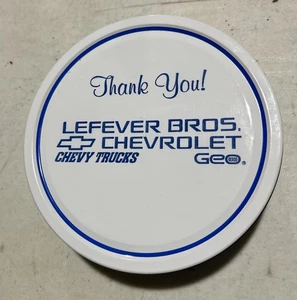 Thank You!
LEFEVER BROS.
CHEVROLET
CHEVY TRUCKS Geo